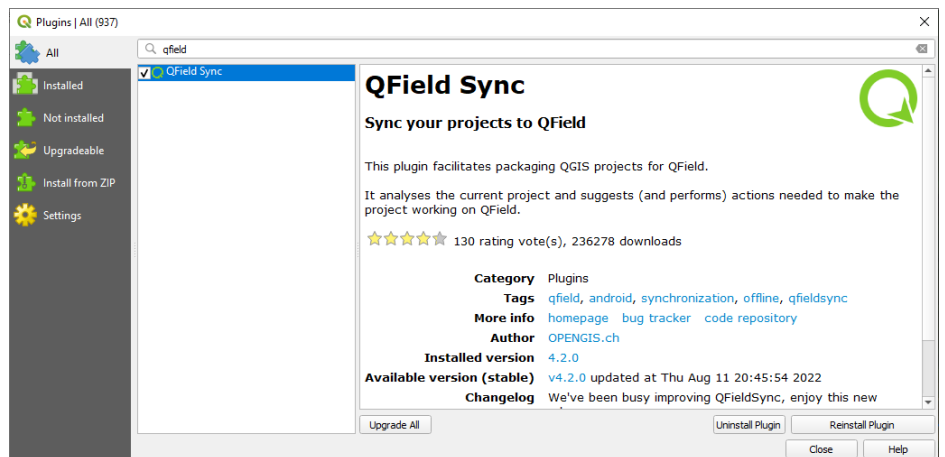 Plugins | All (937)
All
Installed
Not installed
Upgradeable
Install from ZIP
Settings
qfield
QField Sync
QField Sync
Sync your projects to QField
This plugin facilitates packaging QGIS projects for QField.
It analyses the current project and suggests (and performs) actions needed to make the
project working on QField.
130 rating vote(s), 236278 downloads
Category Plugins
Tags qfield, android, synchronization, offline, qfieldsync
More info homepage bug tracker code repository
Author OPENGIS.ch
Installed version 4.2.0
Available version (stable) v4.2.0 updated at Thu Aug 11 20:45:54 2022
Changelog We've been busy improving QFieldSync, enjoy this new
Upgrade All
Uninstall Plugin
Reinstall Plugin
Close
Help